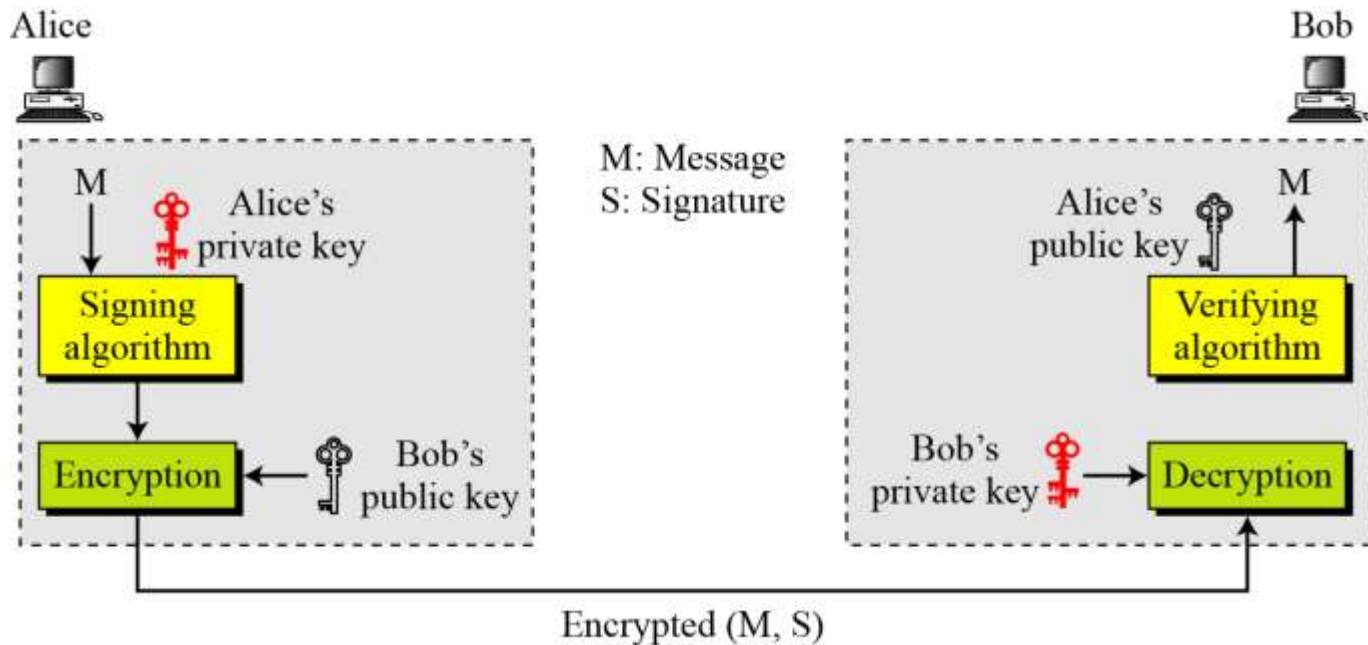 Alice
Bob
M: Message
S: Signature
M
Alice’s
private key
Signing
algorithm
Encryption
Bob’s
public key
Alice’s
public key
M
Verifying
algorithm
Bob’s
private key
Decryption
Encrypted (M, S)